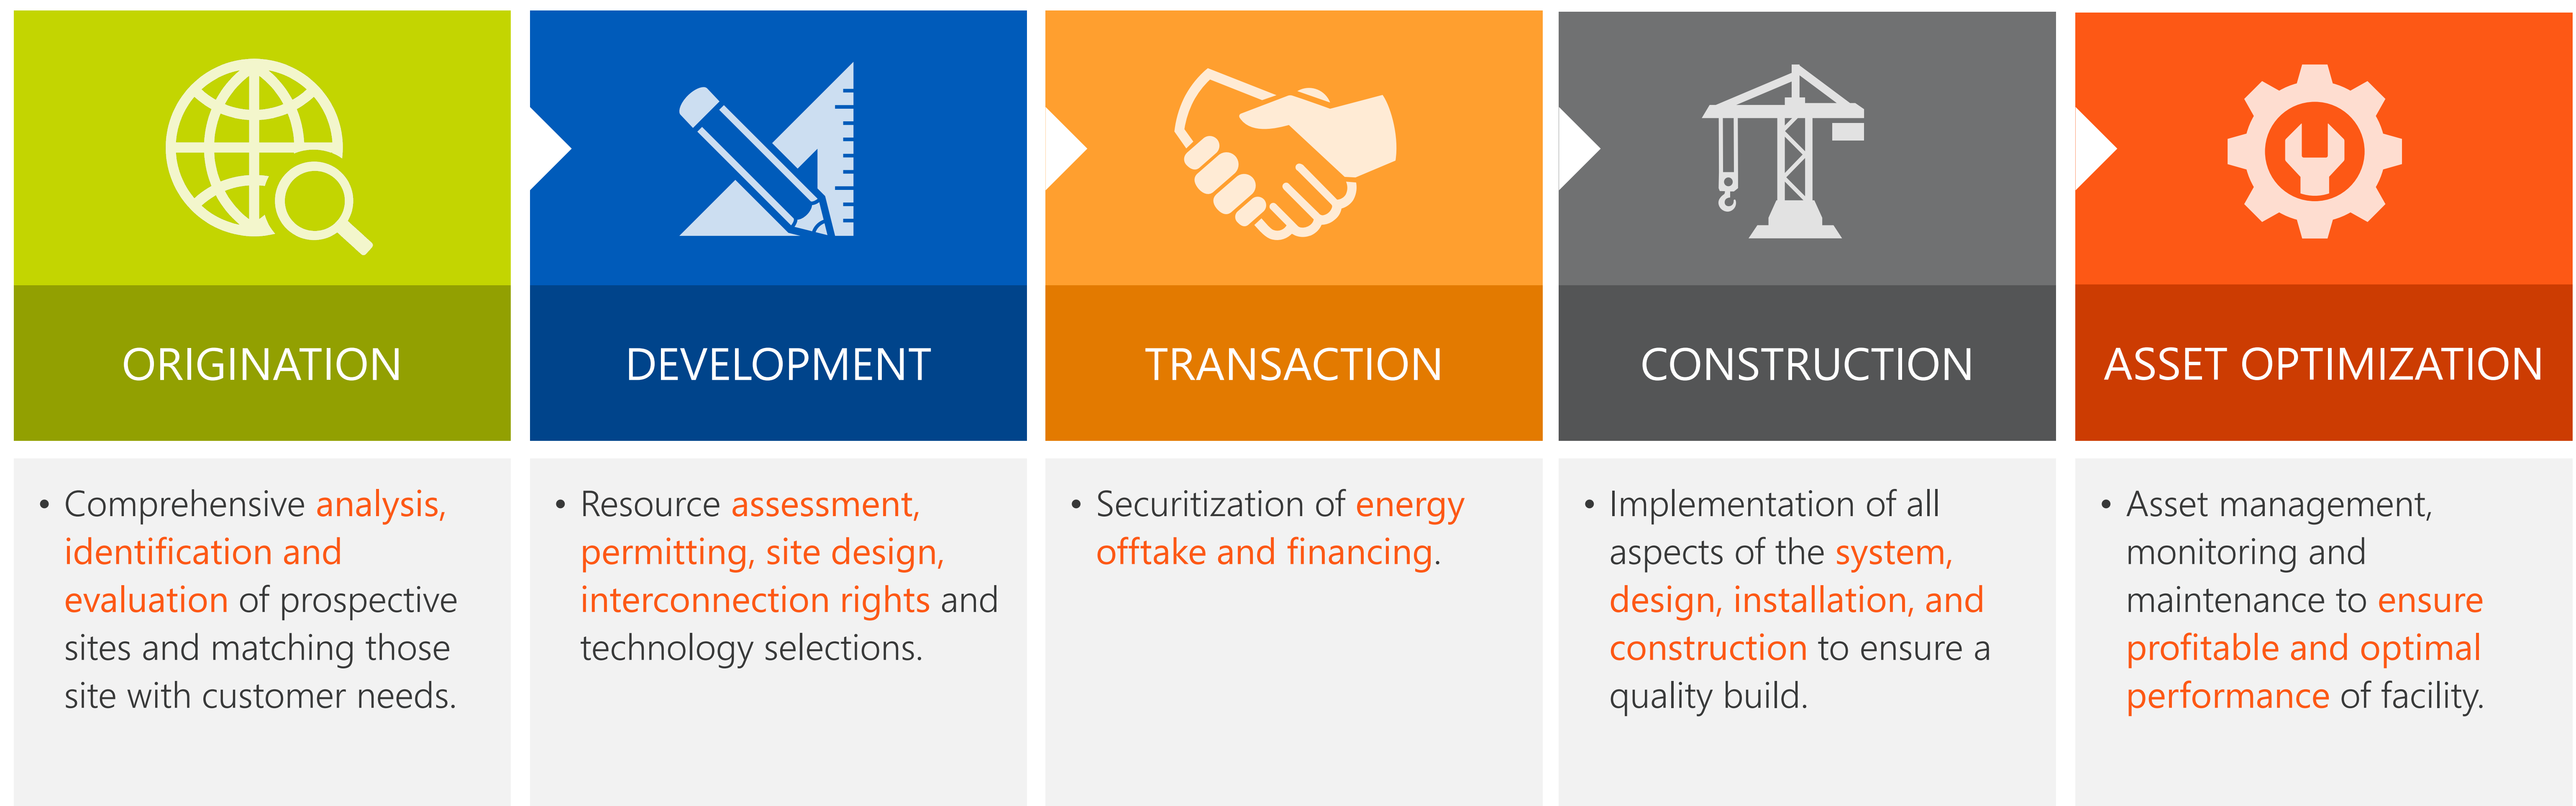 ORIGINATION
• Comprehensive analysis,
identification and
evaluation of prospective
sites and matching those
site with customer needs.
DEVELOPMENT
• Resource assessment,
permitting, site design,
interconnection rights and
technology selections.
TRANSACTION
• Securitization of energy
offtake and financing.
CONSTRUCTION
• Implementation of all
aspects of the system,
design, installation, and
construction to ensure a
quality build.
ASSET OPTIMIZATION
• Asset management,
monitoring and
maintenance to ensure
profitable and optimal
performance of facility.